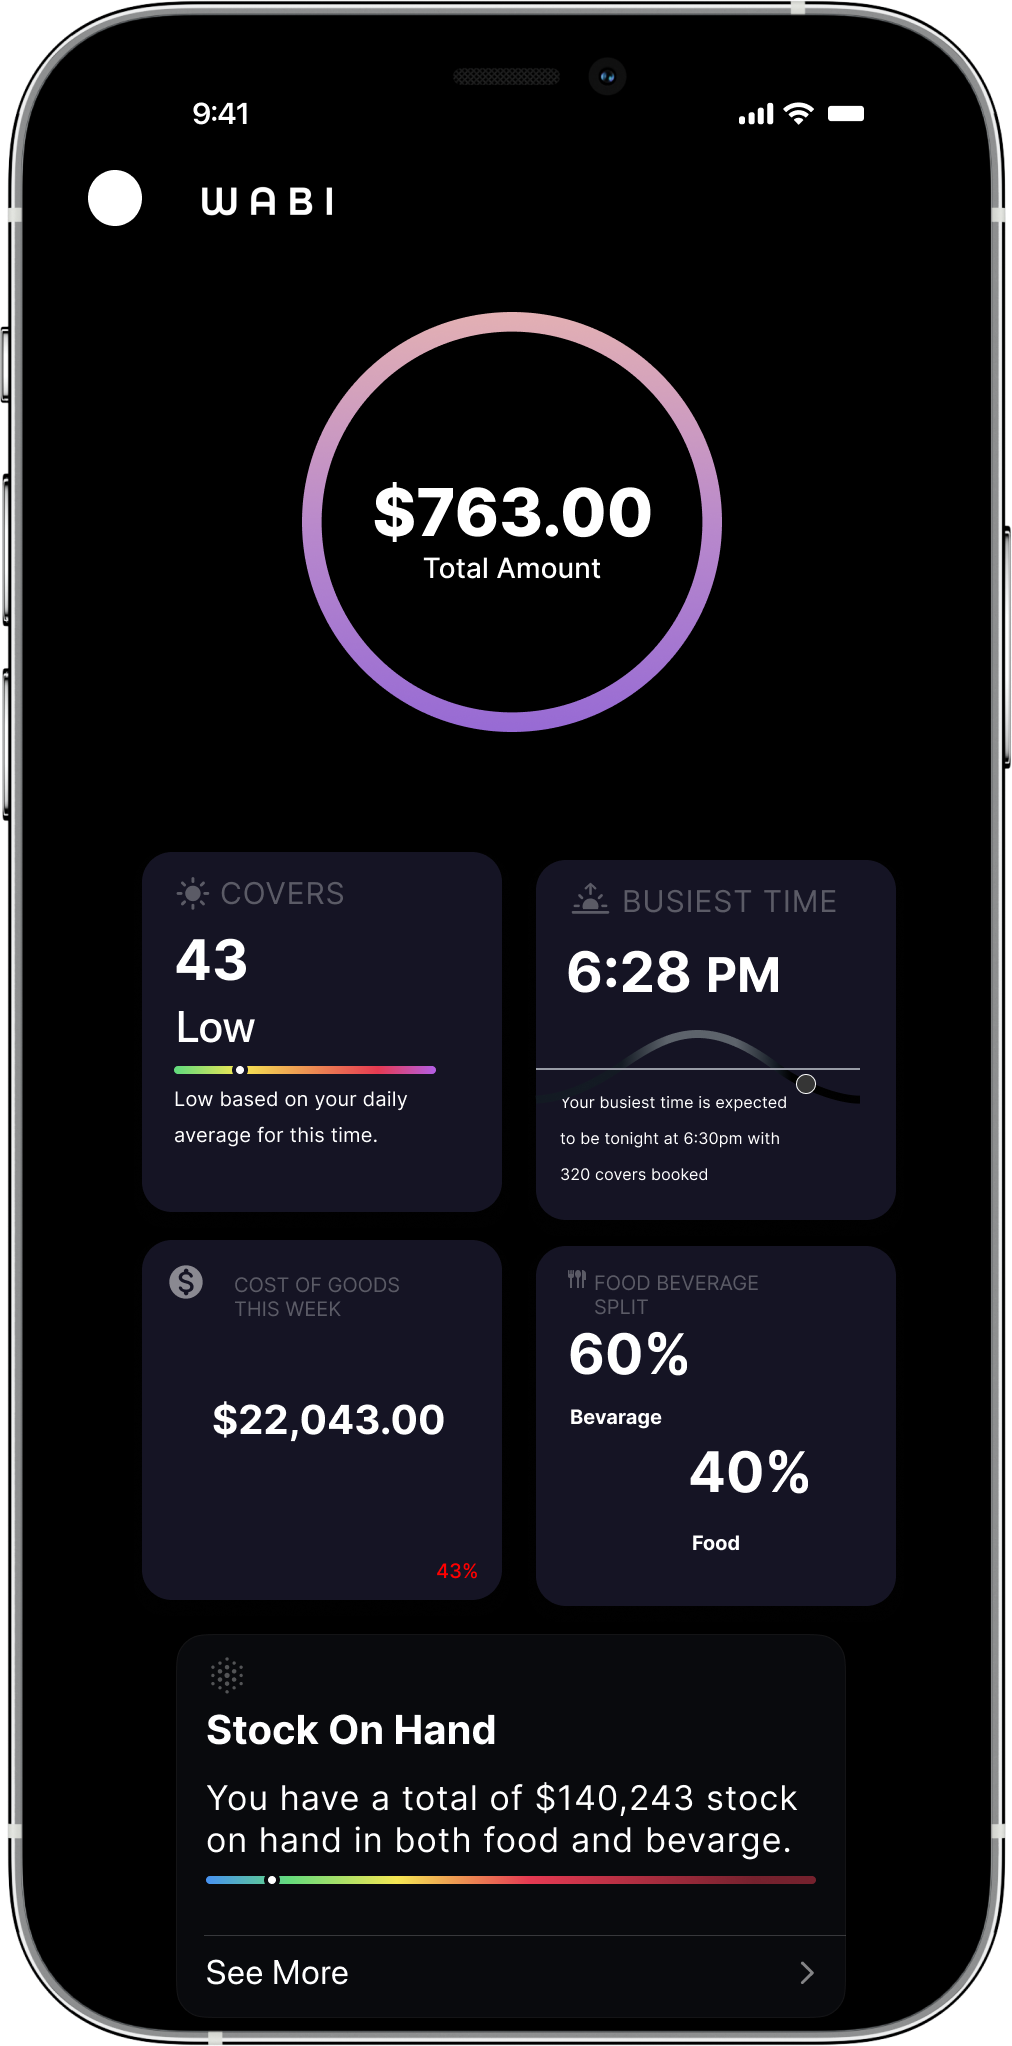 9:41
WABI
$763.00
Total Amount
COVERS
43
Low
Low based on your daily
average for this time.
BUSIEST TIME
6:28 PM
Your busiest time is expected
to be tonight at 6:30pm with
320 covers booked
COST OF GOODS
THIS WEEK
$22,043.00
43%
FOOD BEVERAGE
SPLIT
60%
Bevarage
40%
Food
Stock On Hand
You have a total of $140,243 stock
on hand in both food and bevarge.
See More